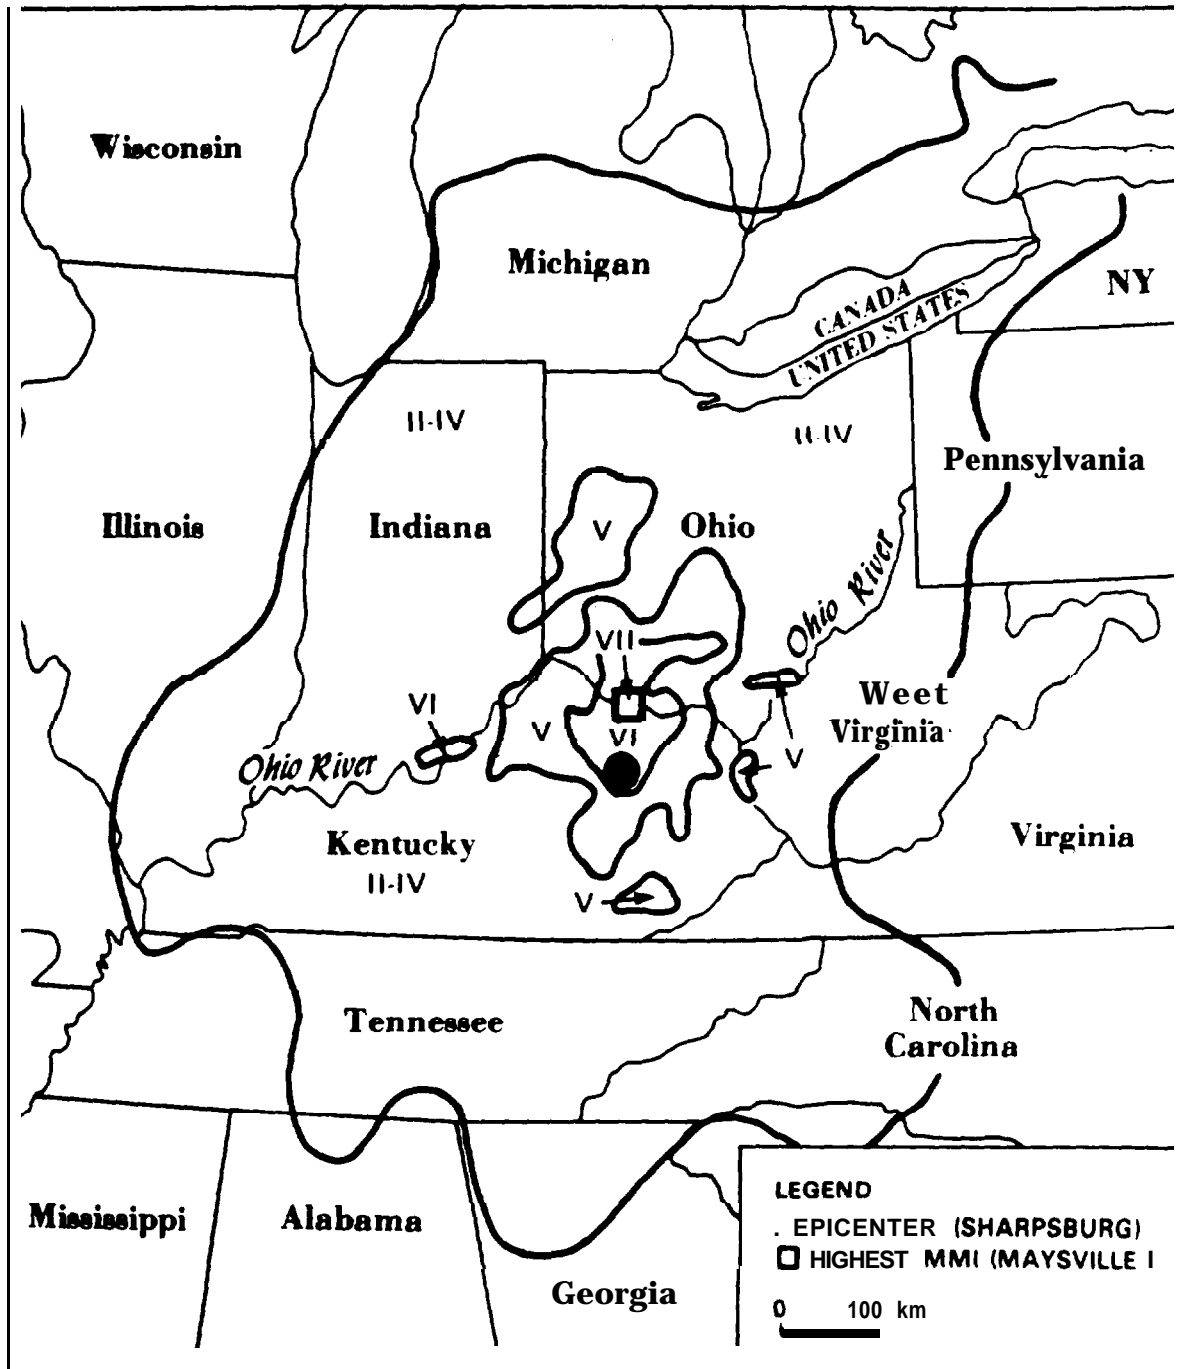 Wisconsin
Michigan
NY
CANADA
UNITED STATES
II-IV
II-IV
Pennsylvania
Illinois
Indiana
V
Ohio
Ohio River
VII
Weet
Virginia
VI
V
VI
V
Ohio River
Kentucky
II-IV
Virginia
V
Tennessee
North
Carolina
Mississippi
Alabama
Georgia
LEGEND
. EPICENTER (SHARPSBURG)
HIGHEST MMI (MAYSVILLE I
0 100 km